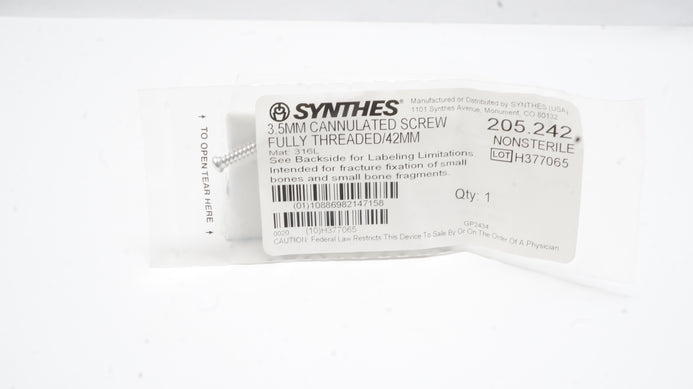 SYNTHES®
Manufactured or Distributed by SYNTHES (USA),
1101 Synthes Avenue, Monument, CO 80132
3.5MM CANNULATED SCREW
FULLY THREADED/42MM
Mat: 316L
205.242
NONSTERILE
LOT H377065
See Backside for Labeling Limitations
Intended for fracture fixation of small
bones and small bone fragments.
Qty: 1
(01)10886982147158
0020 (10)H377065
GP2434
CAUTION: Federal Law Restricts This Device To Sale By Or On The Order Of A Physician
TO OPEN TEAR HERE